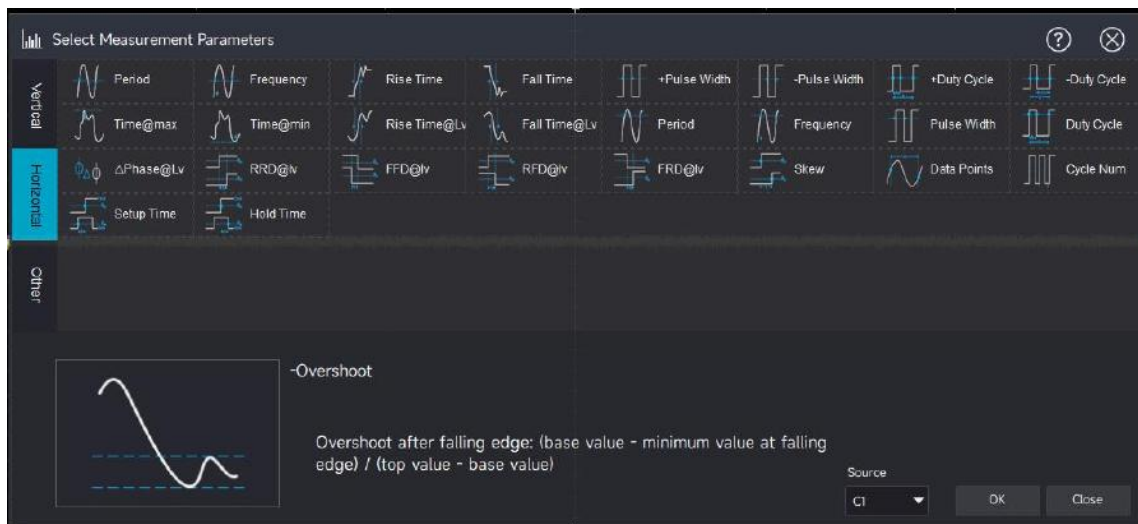 Select Measurement Parameters
?
Vertical
Period Frequency Rise Time Fall Time +Pulse Width -Pulse Width +Duty Cycle -Duty Cycle
Time@max Time@min Rise Time@Lv Fall Time@Lv Period Frequency Pulse Width Duty Cycle
Horizontal
ΔPhase@Lv RRD@lv FFD@lv RFD@lv FRD@lv Skew Data Points Cycle Num
Setup Time Hold Time
Other
-Overshoot
Overshoot after falling edge: (base value - minimum value at falling
edge) / (top value - base value)
Source
C1 OK Close